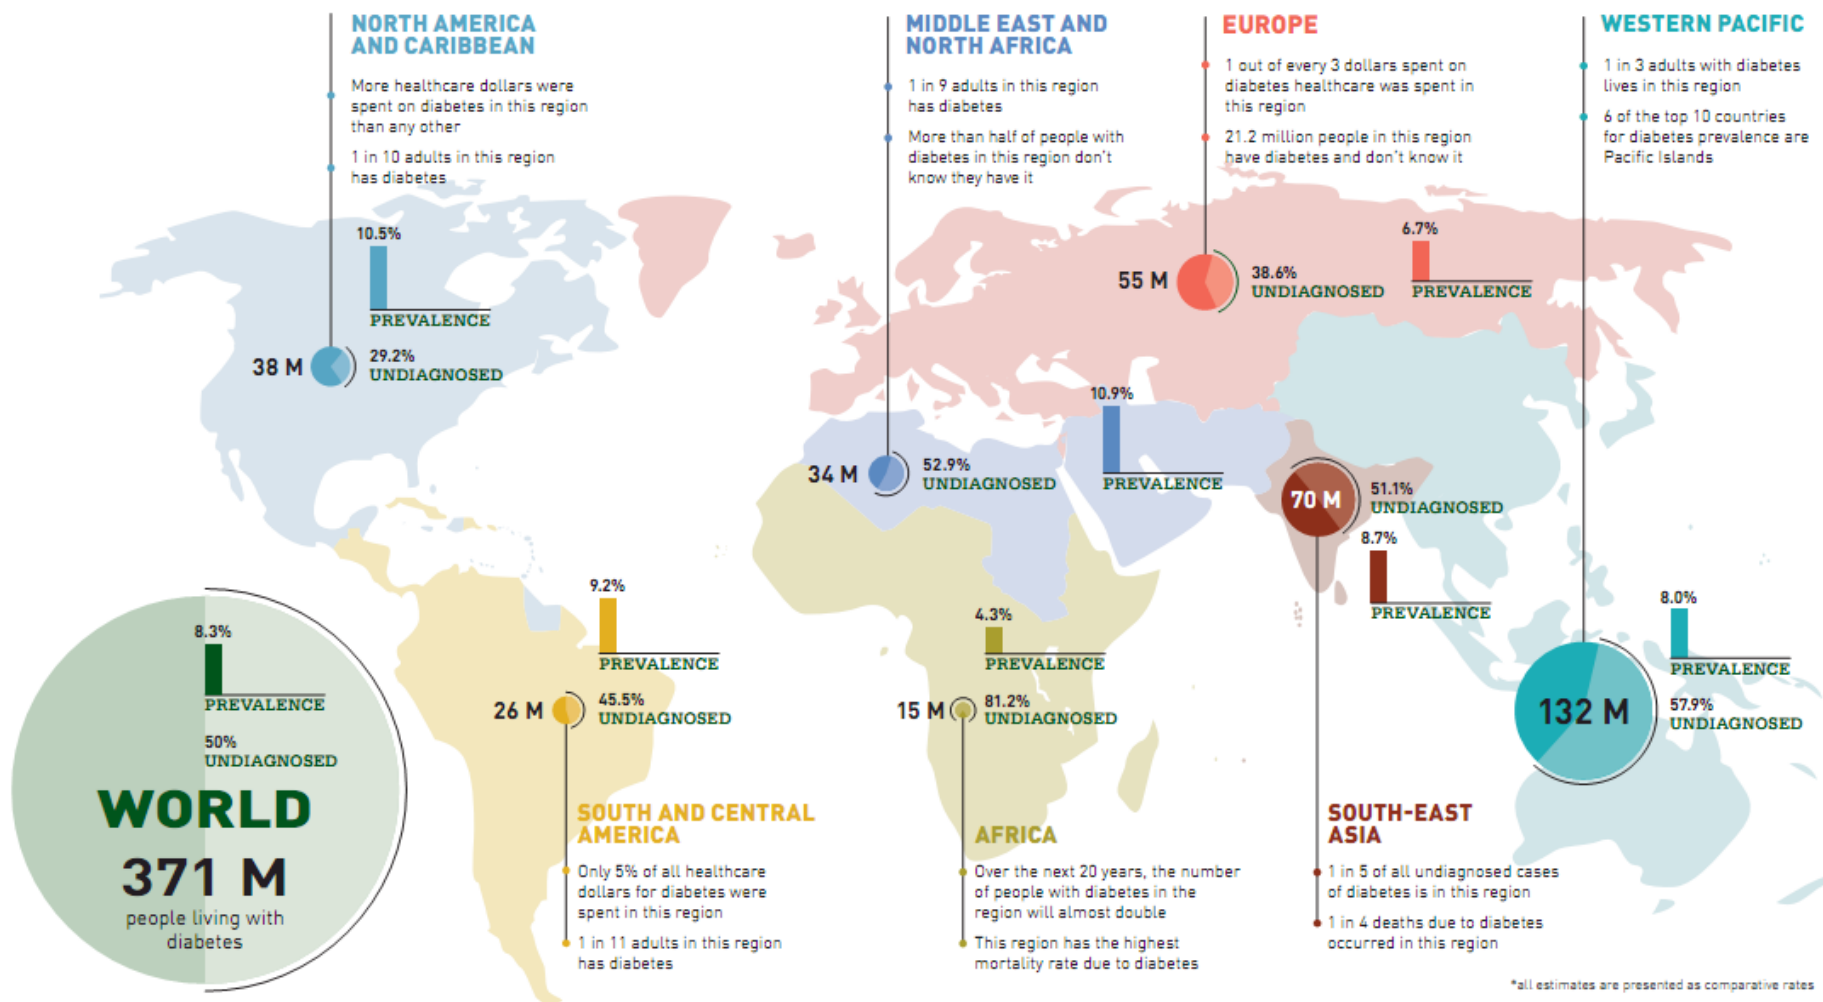 NORTH AMERICA
AND CARIBBEAN
More healthcare dollars were
spent on diabetes in this region
than any other
1 in 10 adults in this region
has diabetes
10.5%
PREVALENCE
38 M
29.2%
UNDIAGNOSED
MIDDLE EAST AND
NORTH AFRICA
1 in 9 adults in this region
has diabetes
More than half of people with
diabetes in this region don't
know they have it
34 M
52.9%
UNDIAGNOSED
10.9%
PREVALENCE
EUROPE
1 out of every 3 dollars spent on
diabetes healthcare was spent in
this region
21.2 million people in this region
have diabetes and don't know it
55 M
38.6%
UNDIAGNOSED
6.7%
PREVALENCE
WESTERN PACIFIC
1 in 3 adults with diabetes
lives in this region
6 of the top 10 countries
for diabetes prevalence are
Pacific Islands
8.0%
PREVALENCE
132 M
57.9%
UNDIAGNOSED
70 M
51.1%
UNDIAGNOSED
8.7%
PREVALENCE
SOUTH-EAST
ASIA
1 in 5 of all undiagnosed cases
of diabetes is in this region
1 in 4 deaths due to diabetes
occurred in this region
8.3%
PREVALENCE
50%
UNDIAGNOSED
WORLD
371 M
people living with
diabetes
9.2%
PREVALENCE
26 M
45.5%
UNDIAGNOSED
SOUTH AND CENTRAL
AMERICA
Only 5% of all healthcare
dollars for diabetes were
spent in this region
1 in 11 adults in this region
has diabetes
4.3%
PREVALENCE
15 M
81.2%
UNDIAGNOSED
AFRICA
Over the next 20 years, the number
of people with diabetes in the
region will almost double
This region has the highest
mortality rate due to diabetes
*all estimates are presented as comparative rates